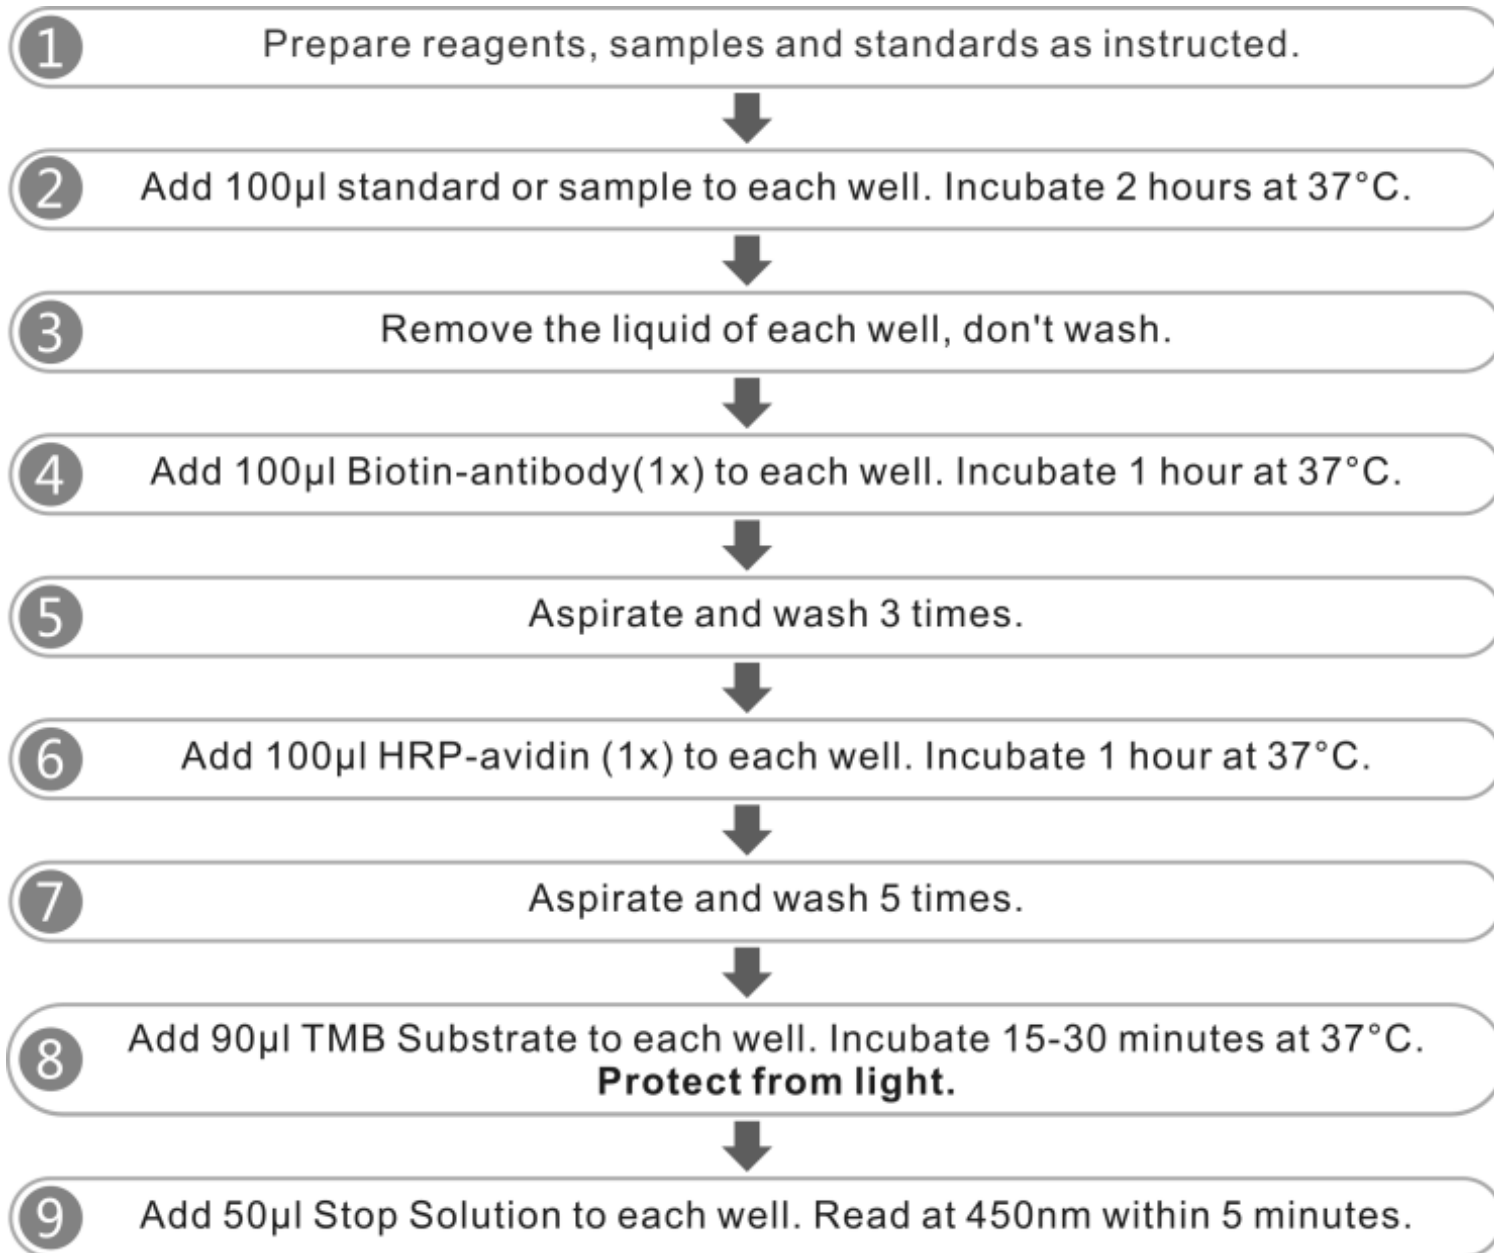 1 Prepare reagents, samples and standards as instructed.
2 Add 100µl standard or sample to each well. Incubate 2 hours at 37°C.
3 Remove the liquid of each well, don't wash.
4 Add 100µl Biotin-antibody(1x) to each well. Incubate 1 hour at 37°C.
5 Aspirate and wash 3 times.
6 Add 100µl HRP-avidin (1x) to each well. Incubate 1 hour at 37°C.
7 Aspirate and wash 5 times.
8 Add 90µl TMB Substrate to each well. Incubate 15-30 minutes at 37°C.
Protect from light.
9 Add 50µl Stop Solution to each well. Read at 450nm within 5 minutes.